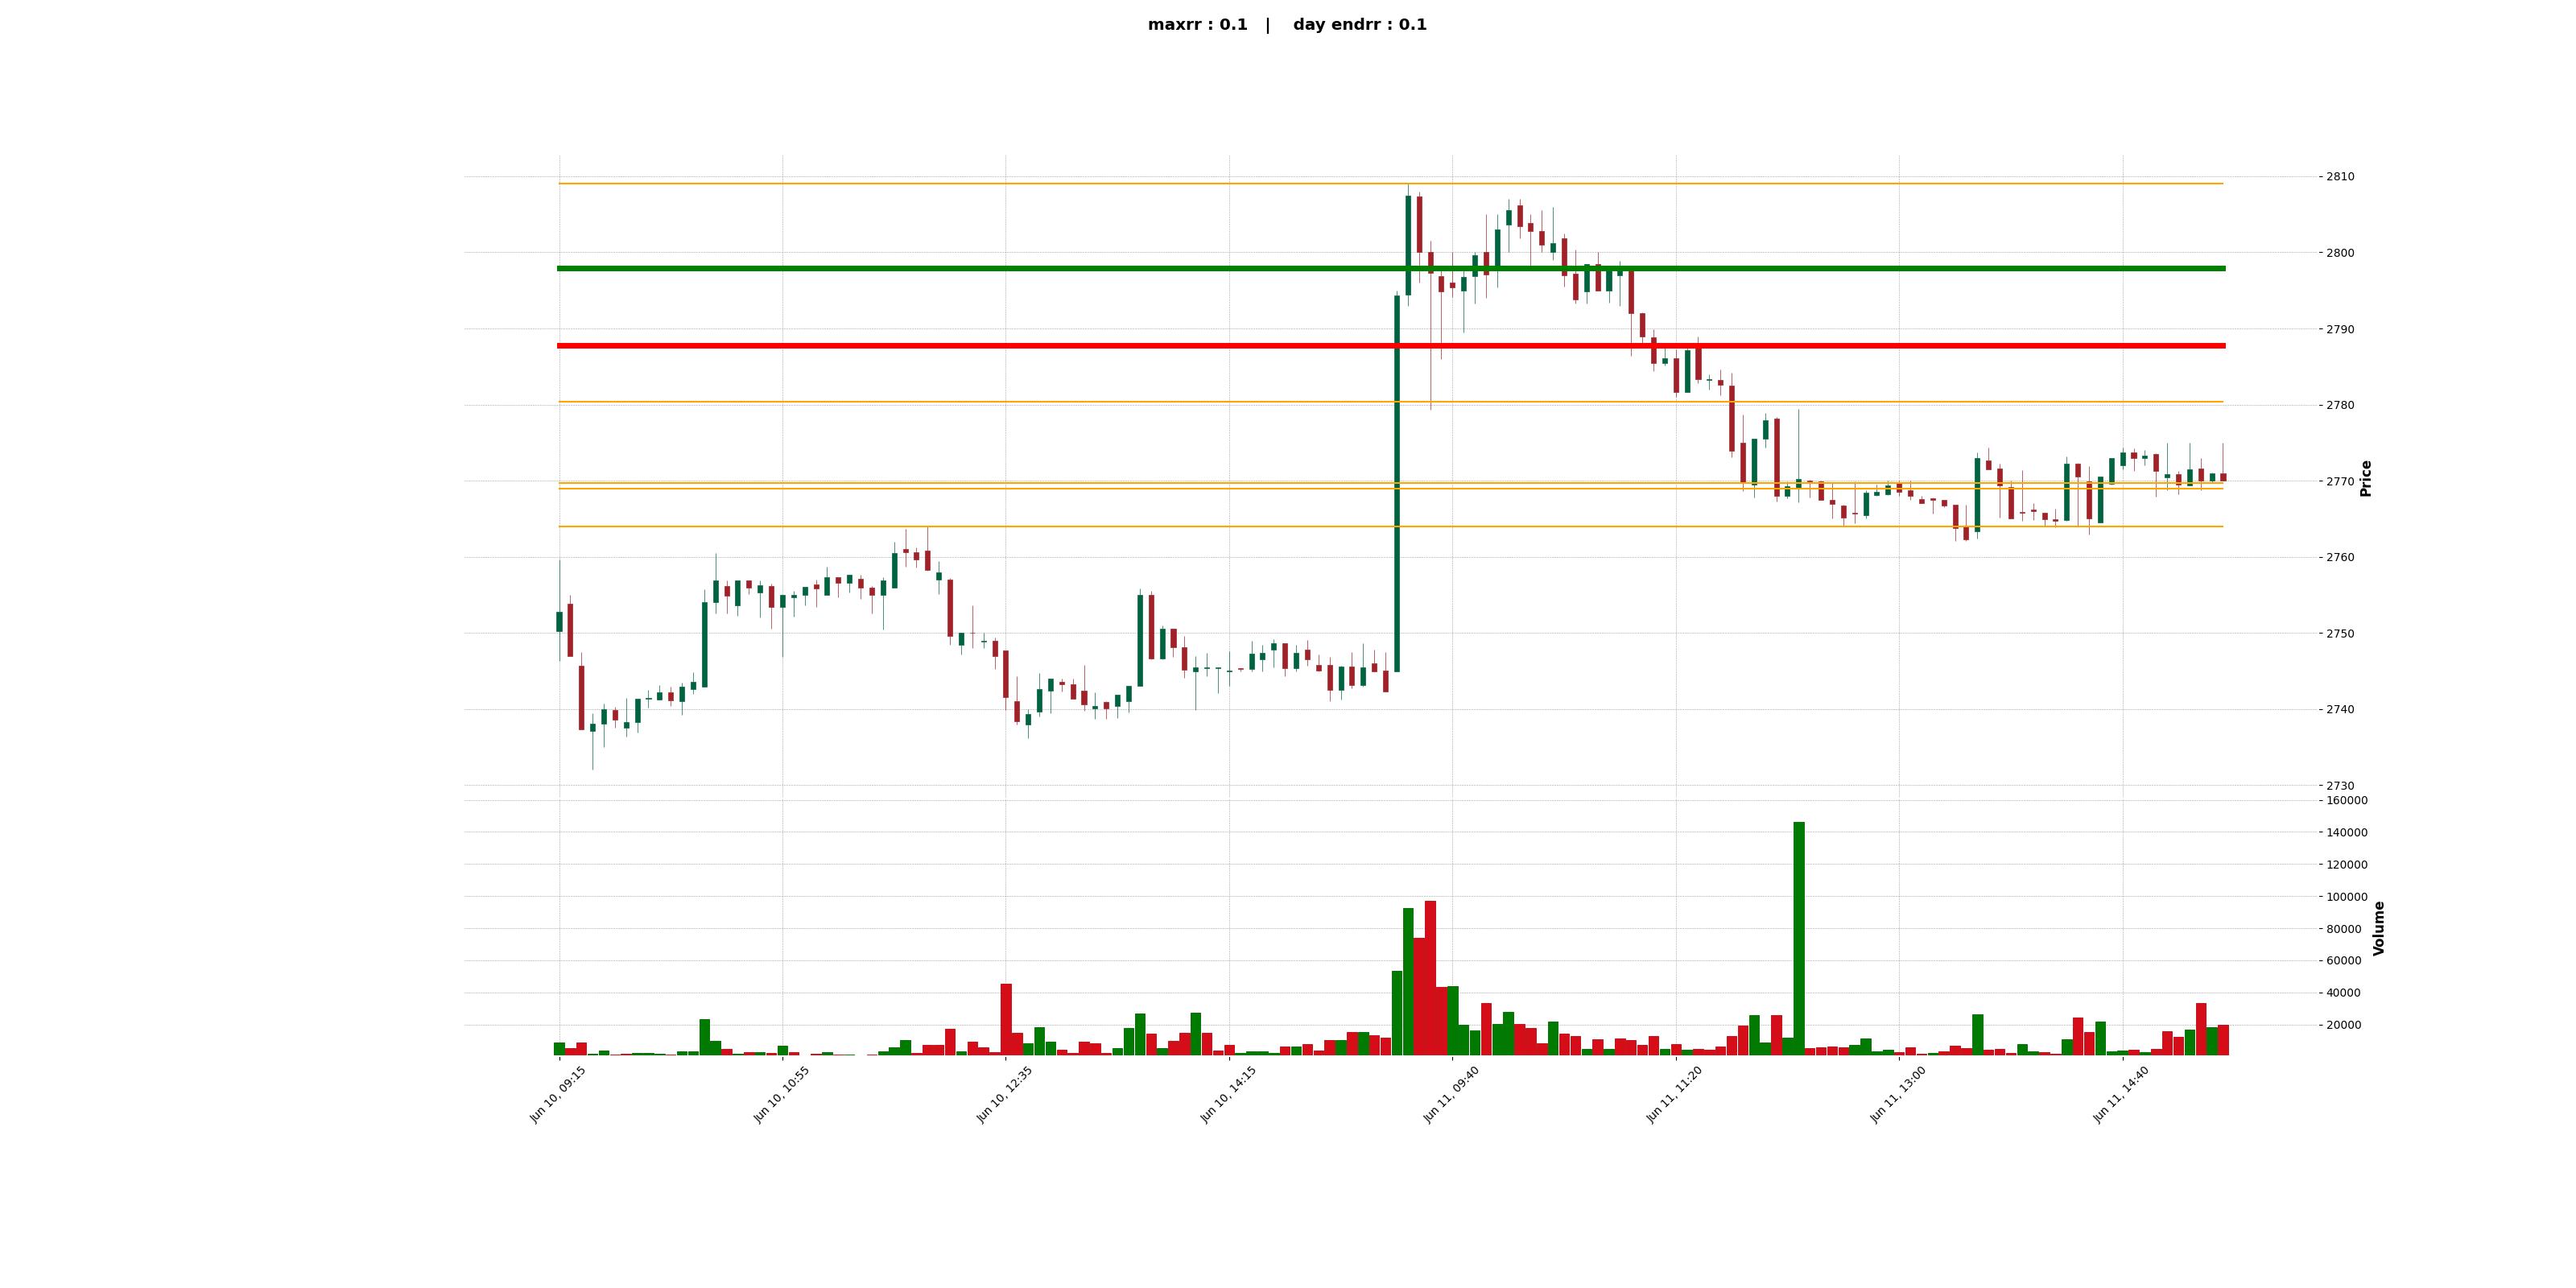 maxrr : 0.1   |    day endrr : 0.1
2810
2800
2790
2780
2770
2760
2750
2740
2730
Price
160000
140000
120000
100000
80000
60000
40000
20000
Volume
Jun 10, 09:15
Jun 10, 10:55
Jun 10, 12:35
Jun 10, 14:15
Jun 11, 09:40
Jun 11, 11:20
Jun 11, 13:00
Jun 11, 14:40